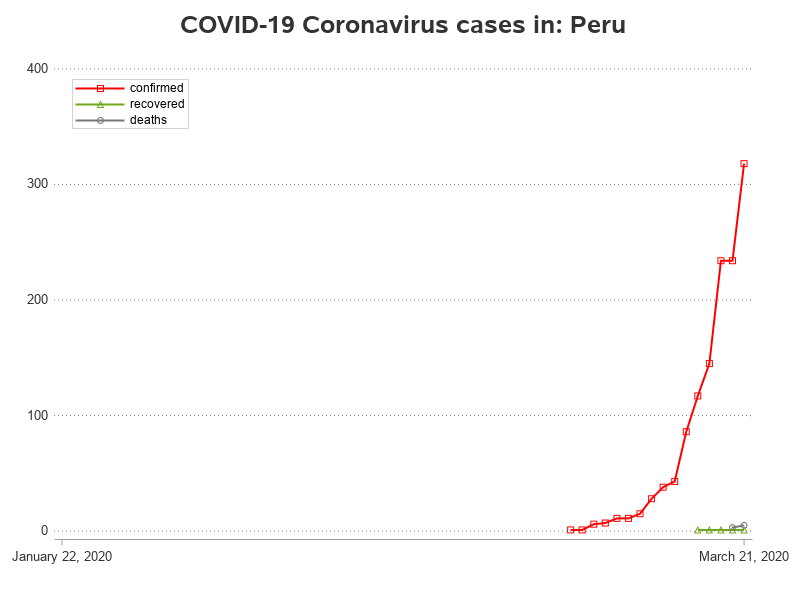 COVID-19 Coronavirus cases in: Peru
400
confirmed
recovered
deaths
300
200
100
0
January 22, 2020
March 21, 2020